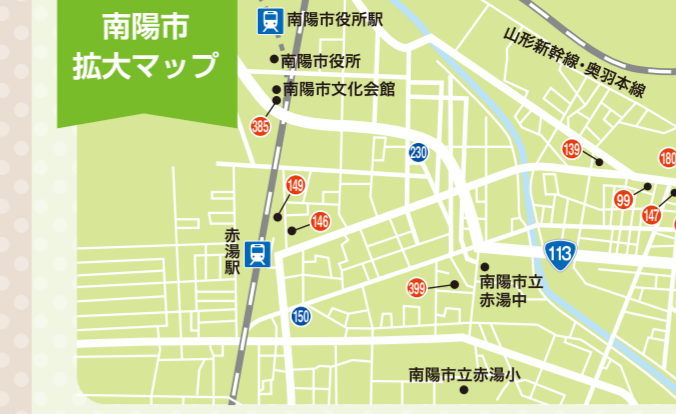 南陽市
拡大マップ
南陽市役所駅
南陽市役所
南陽市文化会館
385
山形新幹線・奥羽本線
230
139
180
149
146
99
147
赤湯駅
113
南陽市立
赤湯中
399
150
南陽市立赤湯小